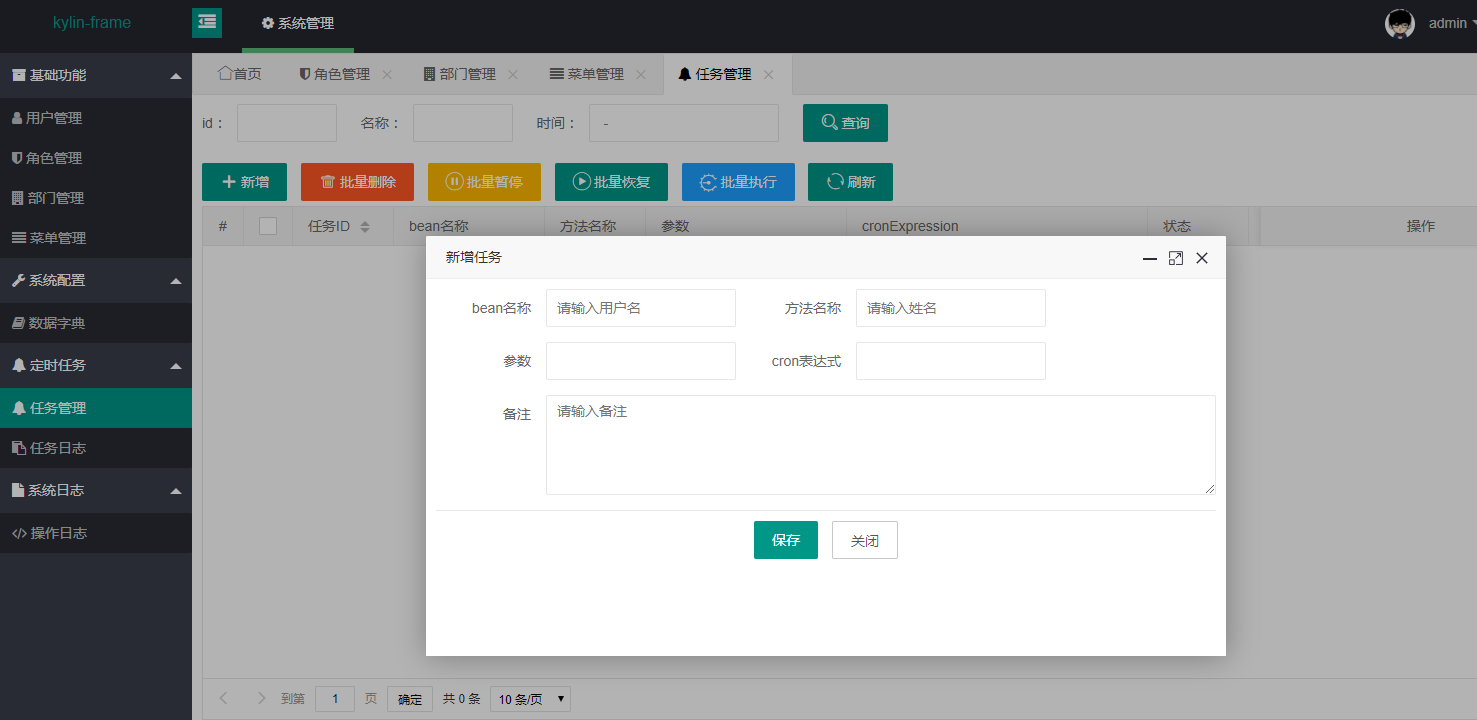 kylin-frame
系统管理
admin
基础功能
用户管理
角色管理
部门管理
菜单管理
系统配置
数据字典
定时任务
任务管理
任务日志
系统日志
操作日志
首页 角色管理 部门管理 菜单管理 任务管理
id： 名称： 时间： - 查询
新增 批量删除 批量暂停 批量恢复 批量执行 刷新
# 任务ID bean名称 方法名称 参数 cronExpression 状态 操作
新增任务
bean名称 请输入用户名 方法名称 请输入姓名
参数 cron表达式
备注 请输入备注
保存 关闭
到第 1 页 确定 共 0 条 10 条/页